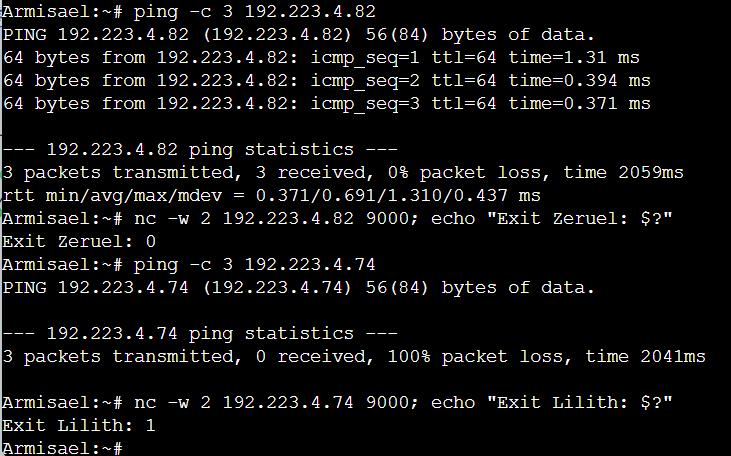 Armisael:~# ping -c 3 192.223.4.82
PING 192.223.4.82 (192.223.4.82) 56(84) bytes of data.
64 bytes from 192.223.4.82: icmp_seq=1 ttl=64 time=1.31 ms
64 bytes from 192.223.4.82: icmp_seq=2 ttl=64 time=0.394 ms
64 bytes from 192.223.4.82: icmp_seq=3 ttl=64 time=0.371 ms

--- 192.223.4.82 ping statistics ---
3 packets transmitted, 3 received, 0% packet loss, time 2059ms
rtt min/avg/max/mdev = 0.371/0.691/1.310/0.437 ms
Armisael:~# nc -w 2 192.223.4.82 9000; echo "Exit Zeruel: $?"
Exit Zeruel: 0
Armisael:~# ping -c 3 192.223.4.74
PING 192.223.4.74 (192.223.4.74) 56(84) bytes of data.

--- 192.223.4.74 ping statistics ---
3 packets transmitted, 0 received, 100% packet loss, time 2041ms

Armisael:~# nc -w 2 192.223.4.74 9000; echo "Exit Lilith: $?"
Exit Lilith: 1
Armisael:~#